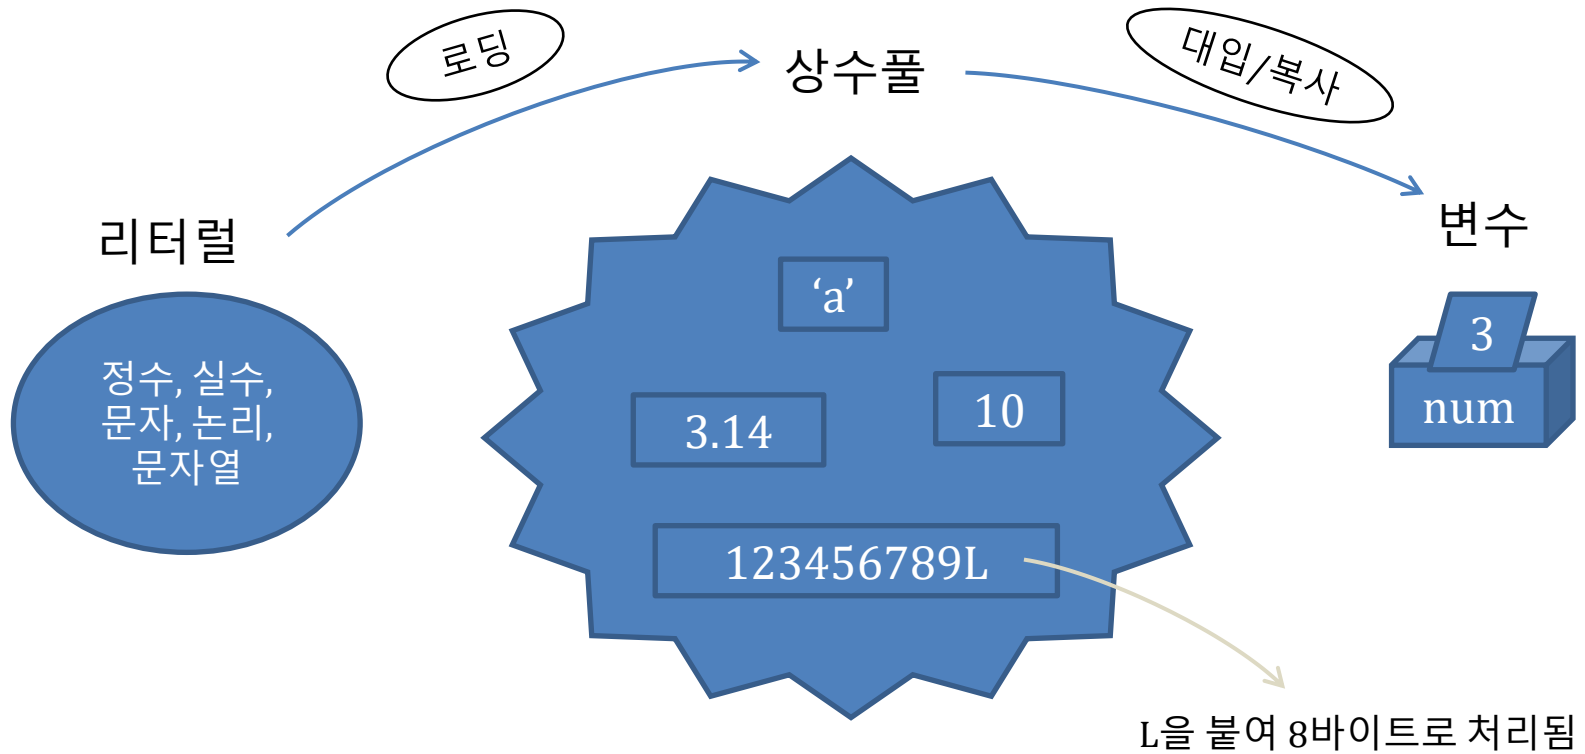 로딩
상수풀
대입/복사
리터럴
변수
정수, 실수,
문자, 논리,
문자열
‘a’
3.14
10
123456789L
3
num
L을 붙여 8바이트로 처리됨